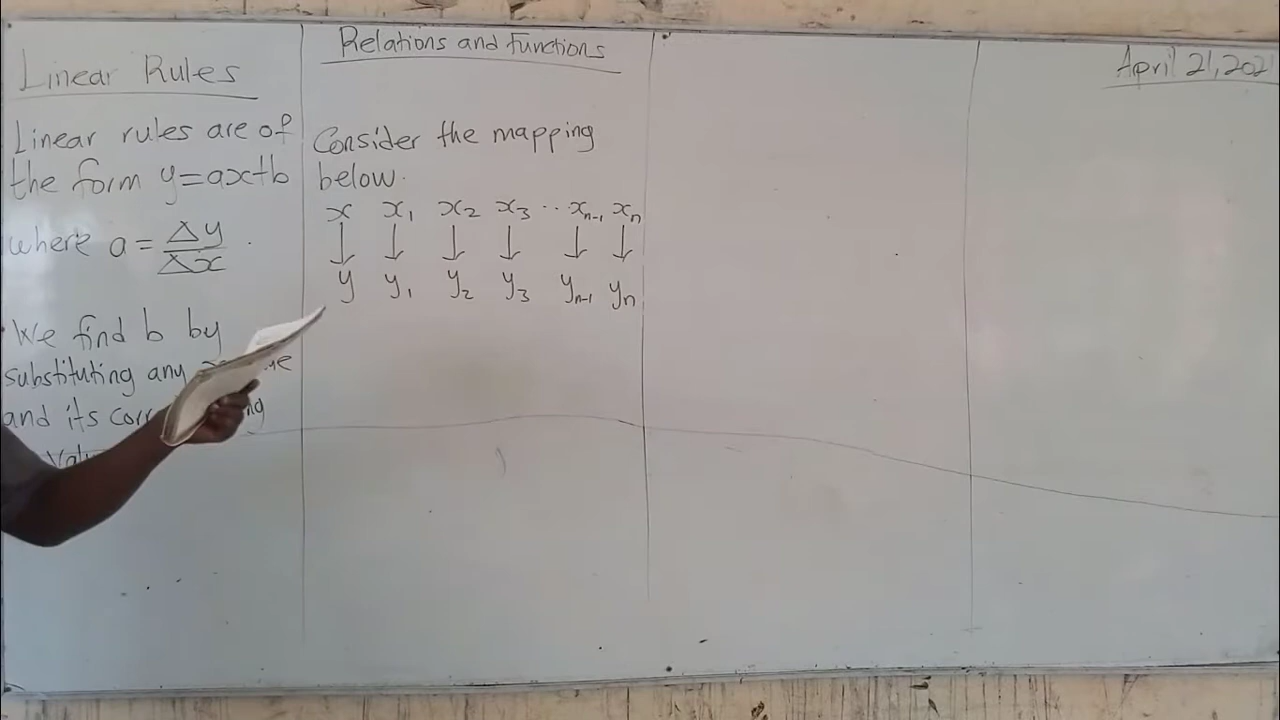 Relations and Functions
April 21, 202
Linear Rules
Linear rules are of
the form y=ax+b
where a = Δy/Δx .
We find b by
substituting any
and its
Consider the mapping
below.
x x₁ x₂ x₃ ... xₙ₋₁ xₙ
↓ ↓ ↓ ↓ ↓ ↓
y y₁ y₂ y₃ yₙ₋₁ yₙ